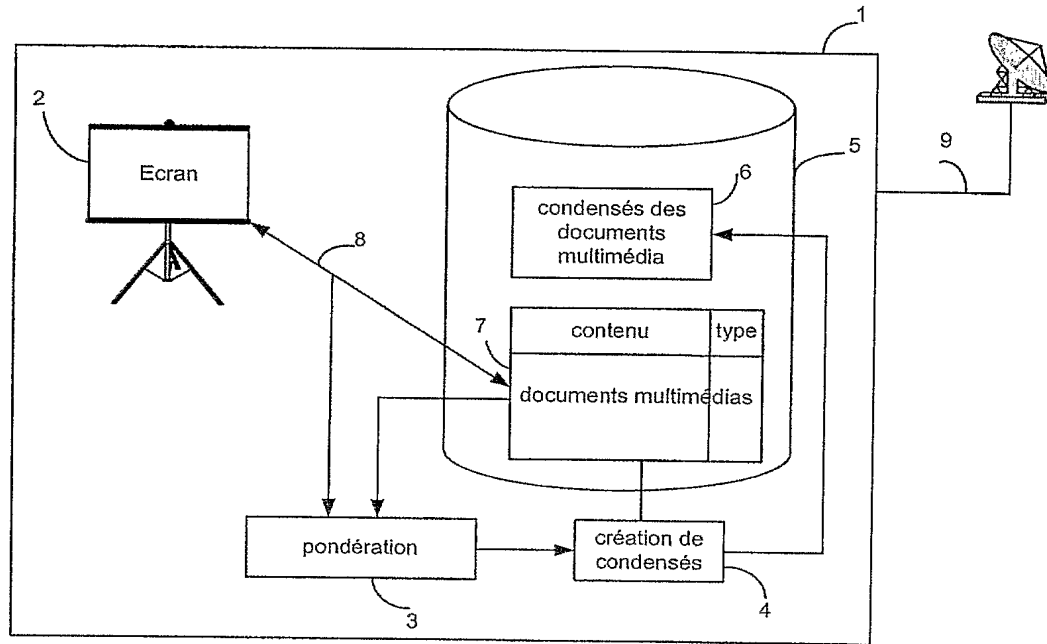 1
2
Ecran
5
9
6
condensés des
documents
multimédia
8
7
contenu
type
documents multimédias
pondération
création de
condensés
3
4